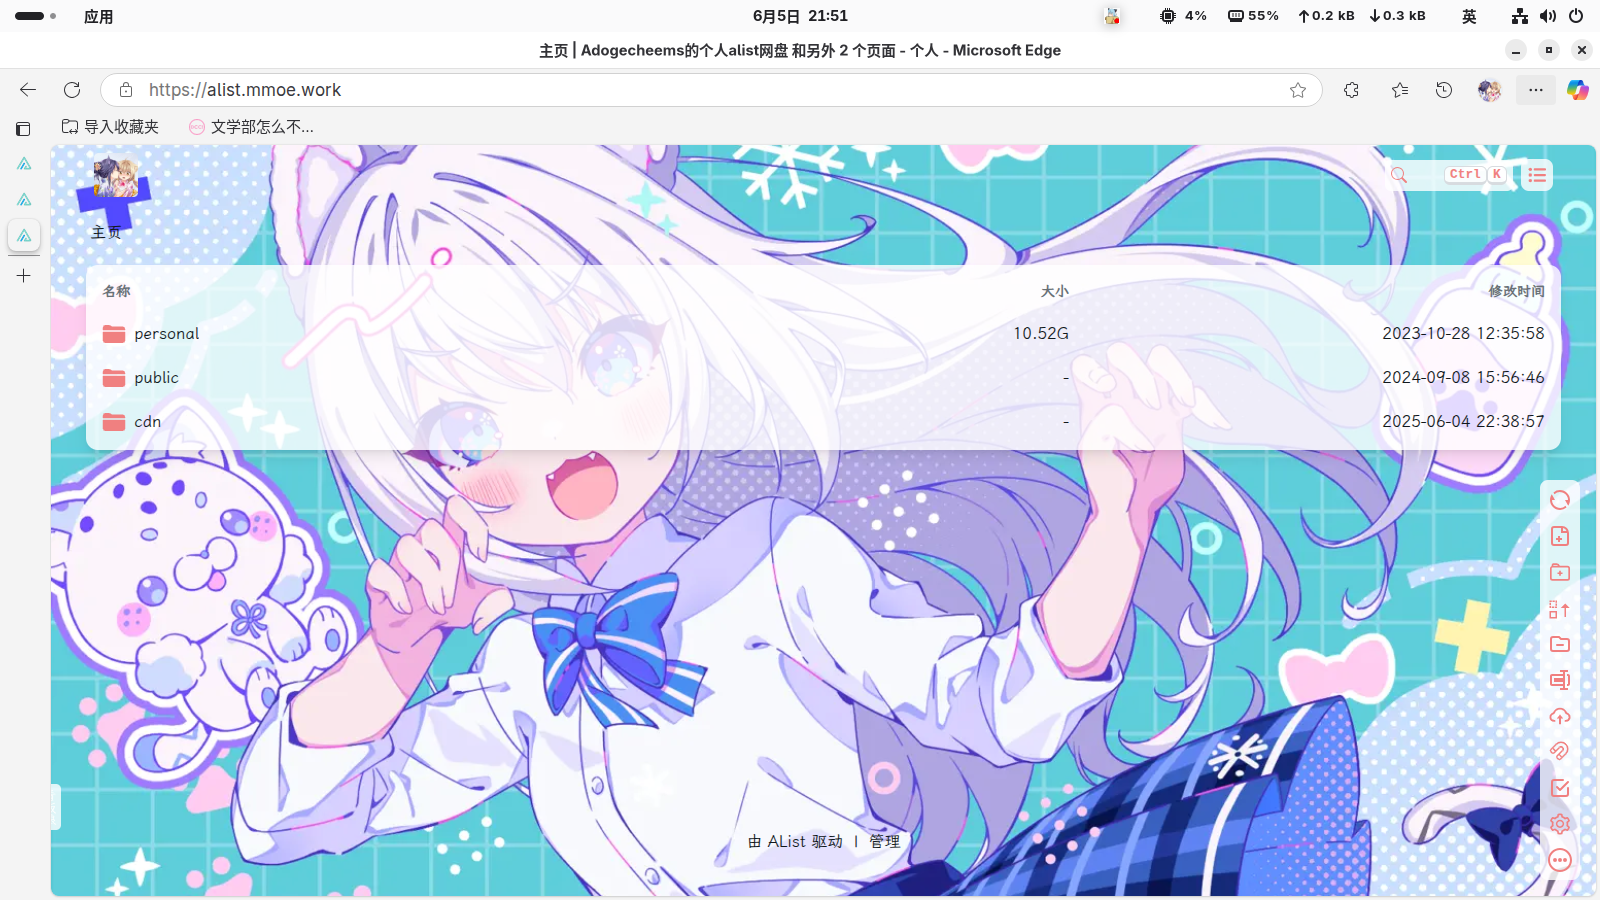 应用
6月5日 21:51
4%
55%
0.2 kB
0.3 kB
英
主页 | Adogecheems的个人alist网盘 和另外 2 个页面 - 个人 - Microsoft Edge
https://alist.mmoe.work
导入收藏夹
文学部怎么不...
Ctrl K
主页
名称 大小 修改时间
personal 10.52G 2023-10-28 12:35:58
public - 2024-09-08 15:56:46
cdn - 2025-06-04 22:38:57
由 AList 驱动 | 管理